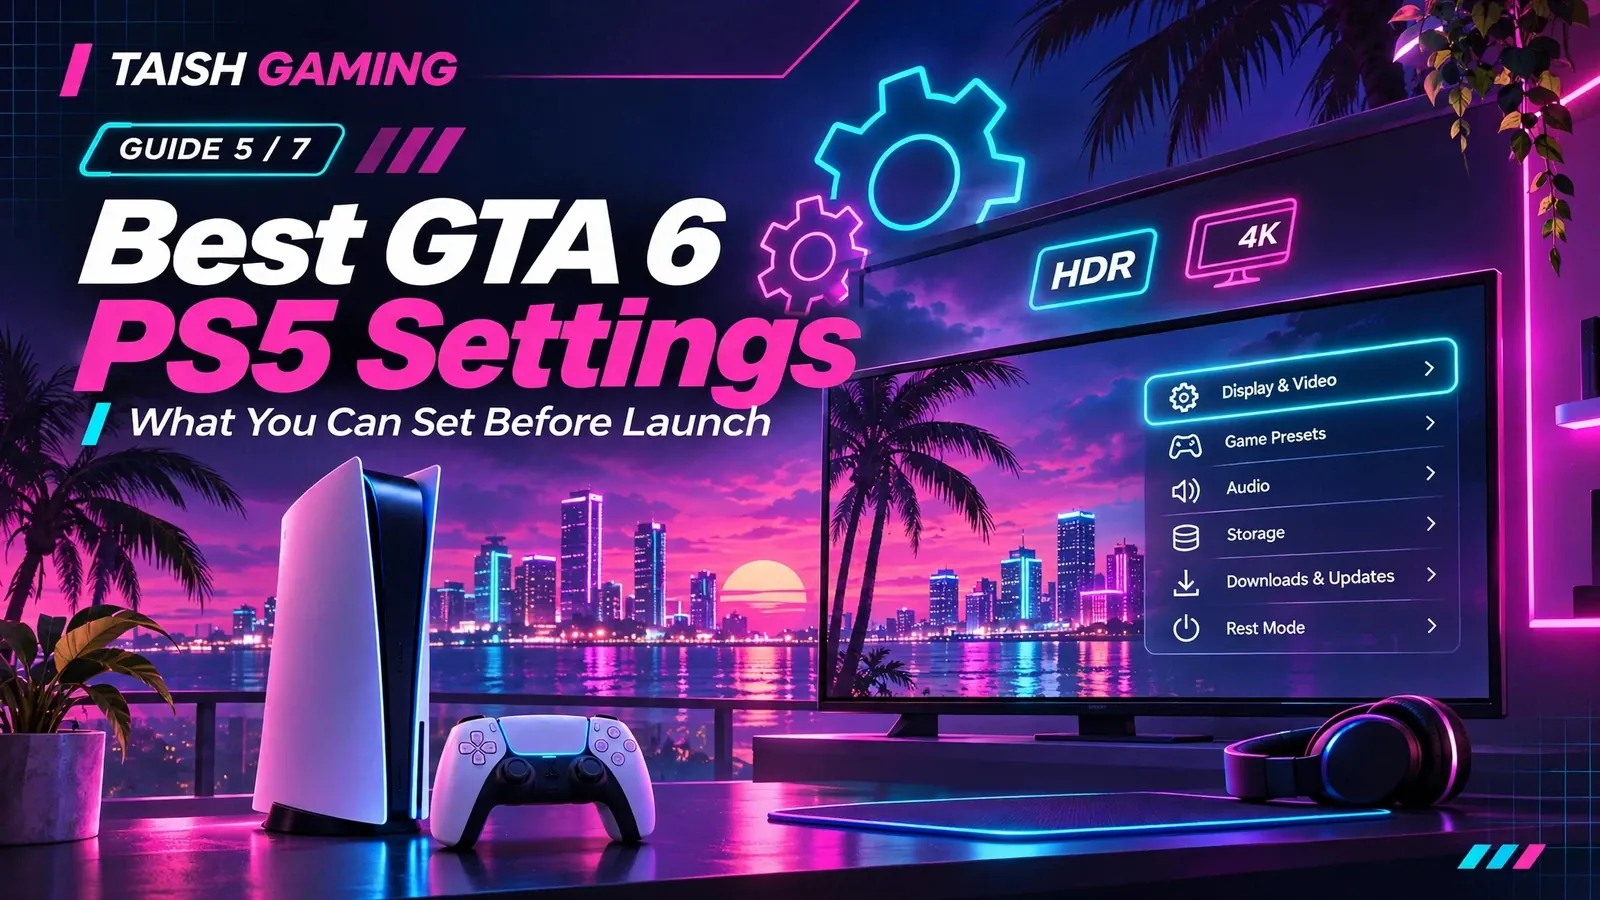 TAISH GAMING
GUIDE 5 / 7
Best GTA 6
PS5 Settings
What You Can Set Before Launch
HDR
4K
Display & Video
Game Presets
Audio
Storage
Downloads & Updates
Rest Mode